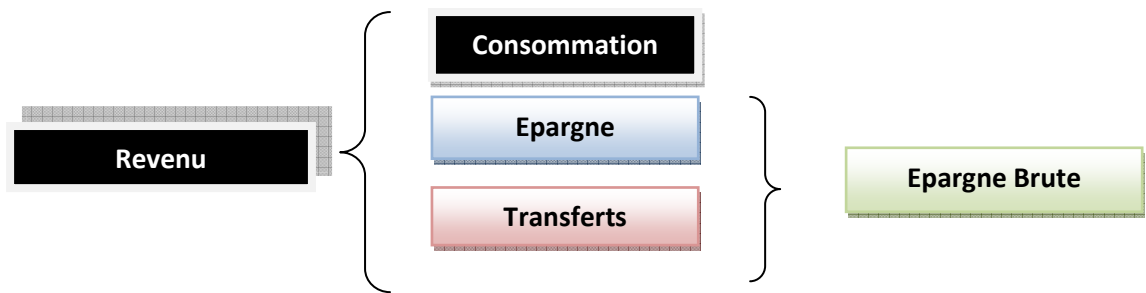 Consommation
Epargne
Revenu
Epargne Brute
Transferts